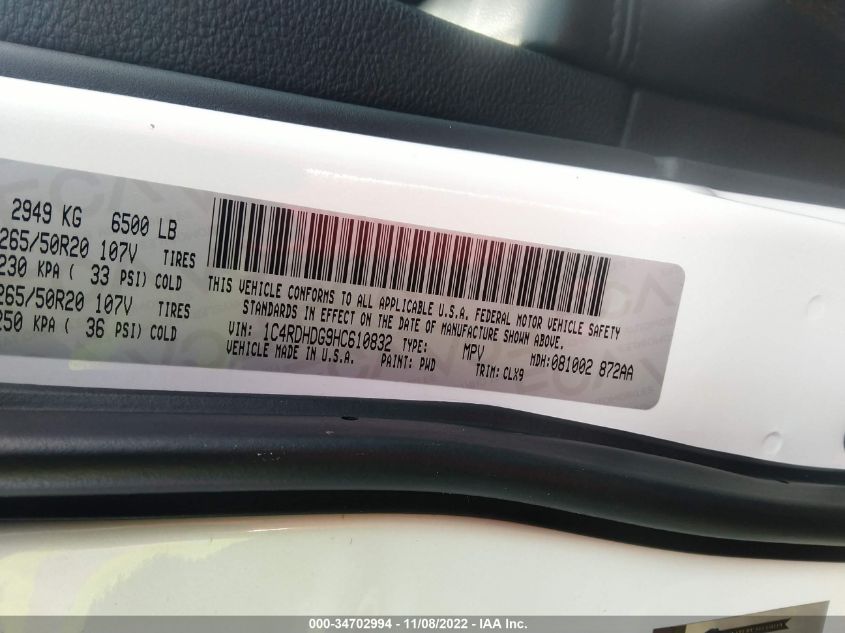 2949 KG 6500 LB
265/50R20 107V TIRES
230 KPA ( 33 PSI) COLD
265/50R20 107V TIRES
250 KPA ( 36 PSI) COLD
THIS VEHICLE CONFORMS TO ALL APPLICABLE U.S.A. FEDERAL MOTOR VEHICLE SAFETY
STANDARDS IN EFFECT ON THE DATE OF MANUFACTURE SHOWN ABOVE.
VIN: 1C4RDHDG9HC610832 TYPE: MPV MDH:081002 872AA
VEHICLE MADE IN U.S.A. PAINT: PWD TRIM: CLX9
000-34702994 - 11/08/2022 - IAA Inc.